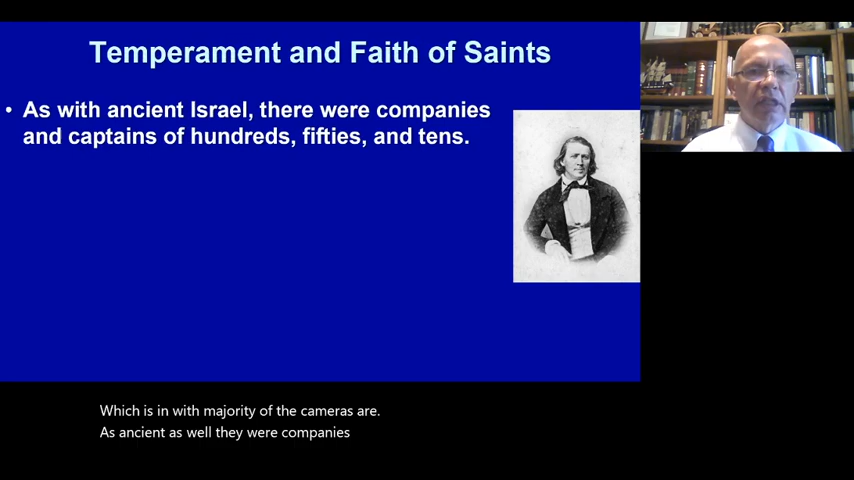 Temperament and Faith of Saints
• As with ancient Israel, there were companies
and captains of hundreds, fifties, and tens.
Which is in with majority of the cameras are.
As ancient as well they were companies